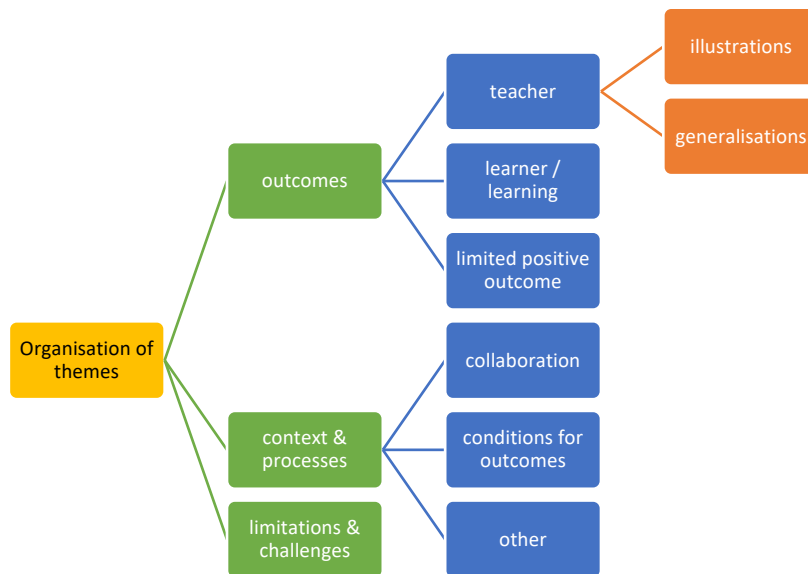 Organisation of
themes
outcomes
teacher
illustrations
generalisations
learner /
learning
limited positive
outcome
context &
processes
collaboration
conditions for
outcomes
other
limitations &
challenges